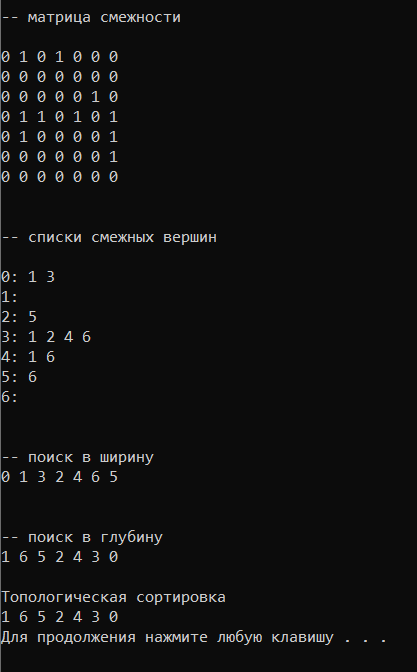 -- матрица смежности
0 1 0 1 0 0 0
0 0 0 0 0 0 0
0 0 0 0 0 1 0
0 1 1 0 1 0 1
0 1 0 0 0 0 1
0 0 0 0 0 0 1
0 0 0 0 0 0 0
-- списки смежных вершин
0: 1 3
1:
2: 5
3: 1 2 4 6
4: 1 6
5: 6
6:
-- поиск в ширину
0 1 3 2 4 6 5
-- поиск в глубину
1 6 5 2 4 3 0
Топологическая сортировка
1 6 5 2 4 3 0
Для продолжения нажмите любую клавишу . . .